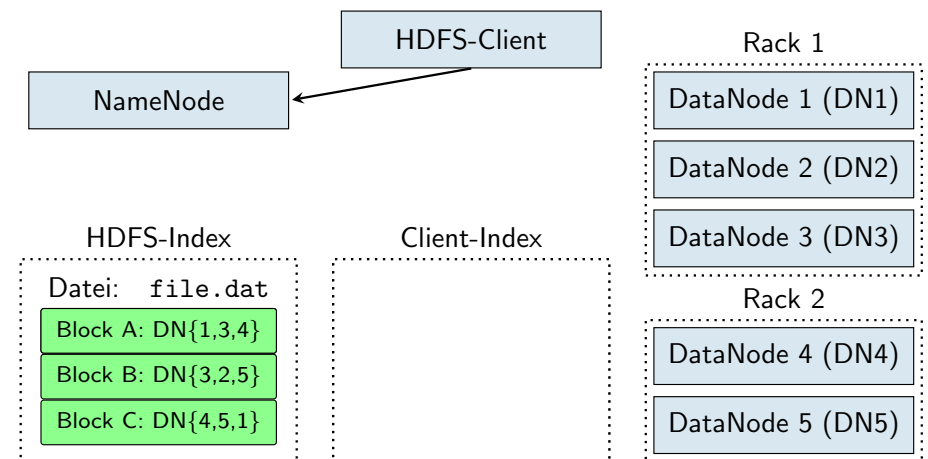 HDFS-Client
NameNode
Rack 1
DataNode 1 (DN1)
DataNode 2 (DN2)
DataNode 3 (DN3)
HDFS-Index
Datei: file.dat
Block A: DN{1,3,4}
Block B: DN{3,2,5}
Block C: DN{4,5,1}
Client-Index
Rack 2
DataNode 4 (DN4)
DataNode 5 (DN5)